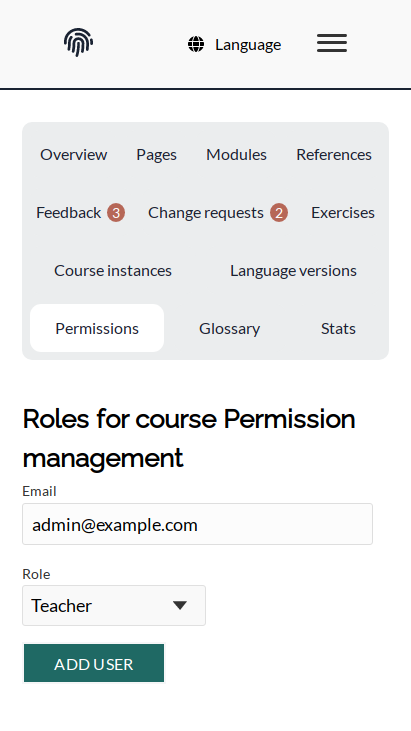 Language
Overview Pages Modules References
Feedback 3 Change requests 2 Exercises
Course instances Language versions
Permissions Glossary Stats
Roles for course Permission
management
Email
admin@example.com
Role
Teacher
ADD USER